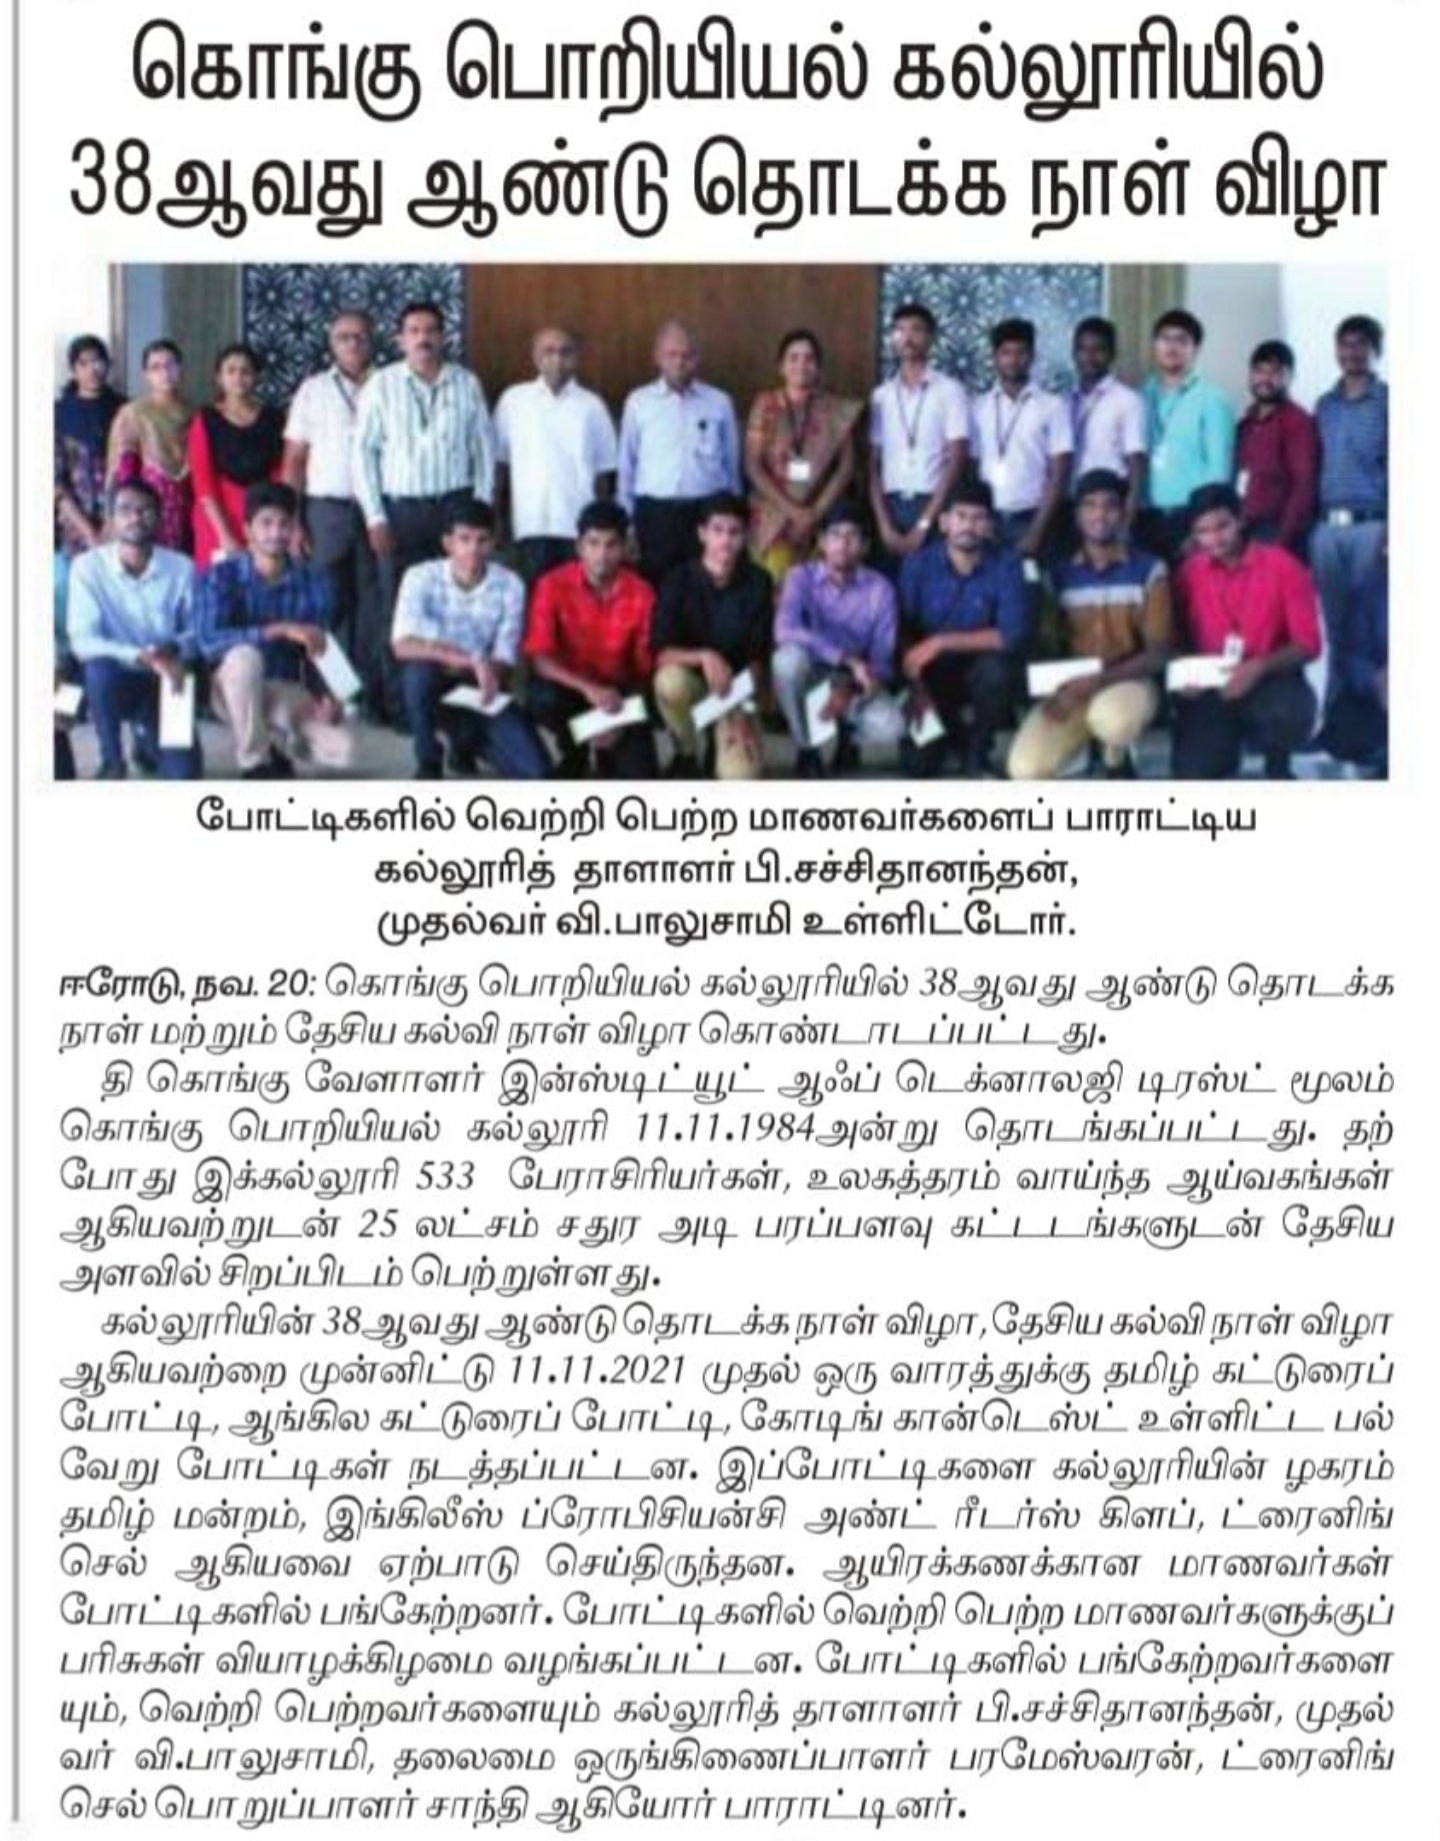 கொங்கு பொறியியல் கல்லூரியில்
38ஆவது ஆண்டு தொடக்க நாள் விழா
போட்டிகளில் வெற்றி பெற்ற மாணவர்களைப் பாராட்டிய
கல்லூரித் தாளாளர் பி.சச்சிதானந்தன்,
முதல்வர் வி.பாலுசாமி உள்ளிட்டோர்.
ஈரோடு, நவ. 20: கொங்கு பொறியியல் கல்லூரியில் 38ஆவது ஆண்டு தொடக்க
நாள் மற்றும் தேசிய கல்வி நாள் விழா கொண்டாடப்பட்டது.
தி கொங்கு வேளாளர் இன்ஸ்டிட்யூட் ஆஃப் டெக்னாலஜி டிரஸ்ட் மூலம்
கொங்கு பொறியியல் கல்லூரி 11.11.1984அன்று தொடங்கப்பட்டது. தற்
போது இக்கல்லூரி 533 பேராசிரியர்கள், உலகத்தரம் வாய்ந்த ஆய்வகங்கள்
ஆகியவற்றுடன் 25 லட்சம் சதுர அடி பரப்பளவு கட்டடங்களுடன் தேசிய
அளவில் சிறப்பிடம் பெற்றுள்ளது.
கல்லூரியின் 38ஆவது ஆண்டு தொடக்க நாள் விழா, தேசிய கல்வி நாள் விழா
ஆகியவற்றை முன்னிட்டு 11.11.2021 முதல் ஒரு வாரத்துக்கு தமிழ் கட்டுரைப்
போட்டி, ஆங்கில கட்டுரைப் போட்டி, கோடிங் கான்டெஸ்ட் உள்ளிட்ட பல்
வேறு போட்டிகள் நடத்தப்பட்டன. இப்போட்டிகளை கல்லூரியின் ழகரம்
தமிழ் மன்றம், இங்கிலீஸ் ப்ரோபிசியன்சி அண்ட் ரீடர்ஸ் கிளப், ட்ரைனிங்
செல் ஆகியவை ஏற்பாடு செய்திருந்தன. ஆயிரக்கணக்கான மாணவர்கள்
போட்டிகளில் பங்கேற்றனர். போட்டிகளில் வெற்றி பெற்ற மாணவர்களுக்குப்
பரிசுகள் வியாழக்கிழமை வழங்கப்பட்டன. போட்டிகளில் பங்கேற்றவர்களை
யும், வெற்றி பெற்றவர்களையும் கல்லூரித் தாளாளர் பி.சச்சிதானந்தன், முதல்
வர் வி.பாலுசாமி, தலைமை ஒருங்கிணைப்பாளர் பரமேஸ்வரன், ட்ரைனிங்
செல் பொறுப்பாளர் சாந்தி ஆகியோர் பாராட்டினர்.